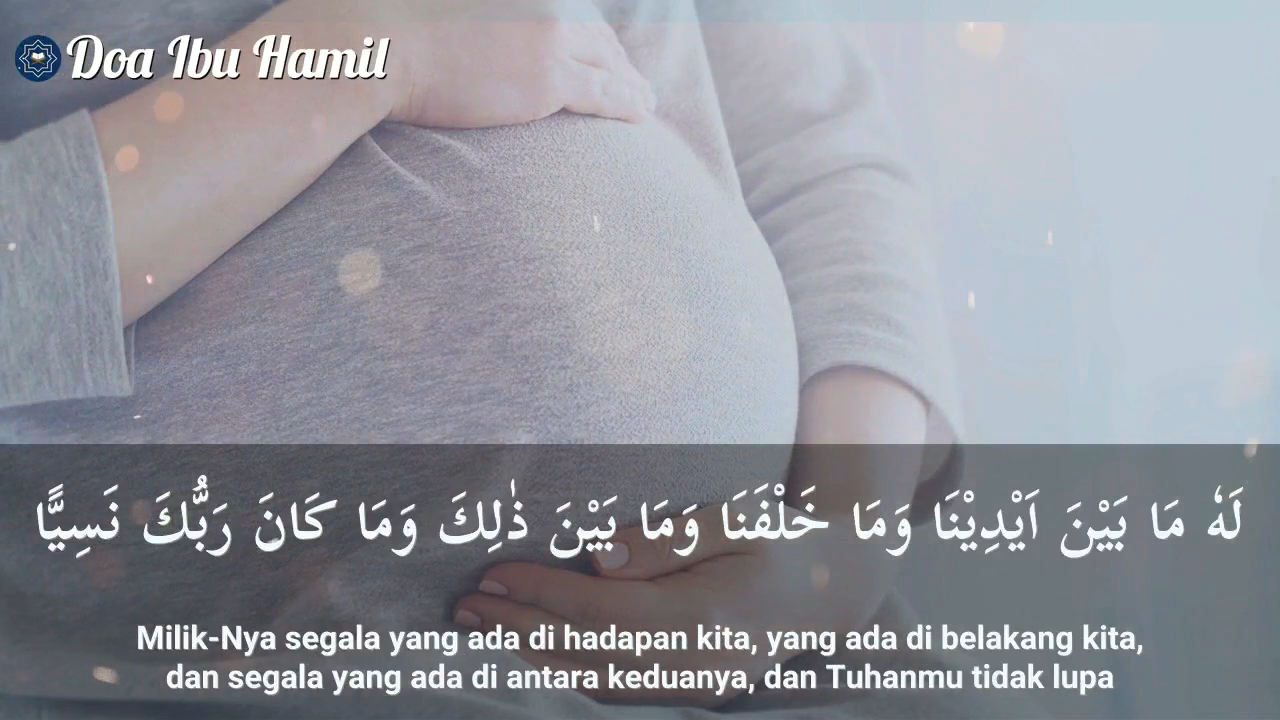 Doa Ibu Hamil
لَهٗ مَا بَيْنَ اَيْدِيْنَا وَمَا خَلْفَنَا وَمَا بَيْنَ ذٰلِكَ وَمَا كَانَ رَبُّكَ نَسِيًّا
Milik-Nya segala yang ada di hadapan kita, yang ada di belakang kita,
dan segala yang ada di antara keduanya, dan Tuhanmu tidak lupa